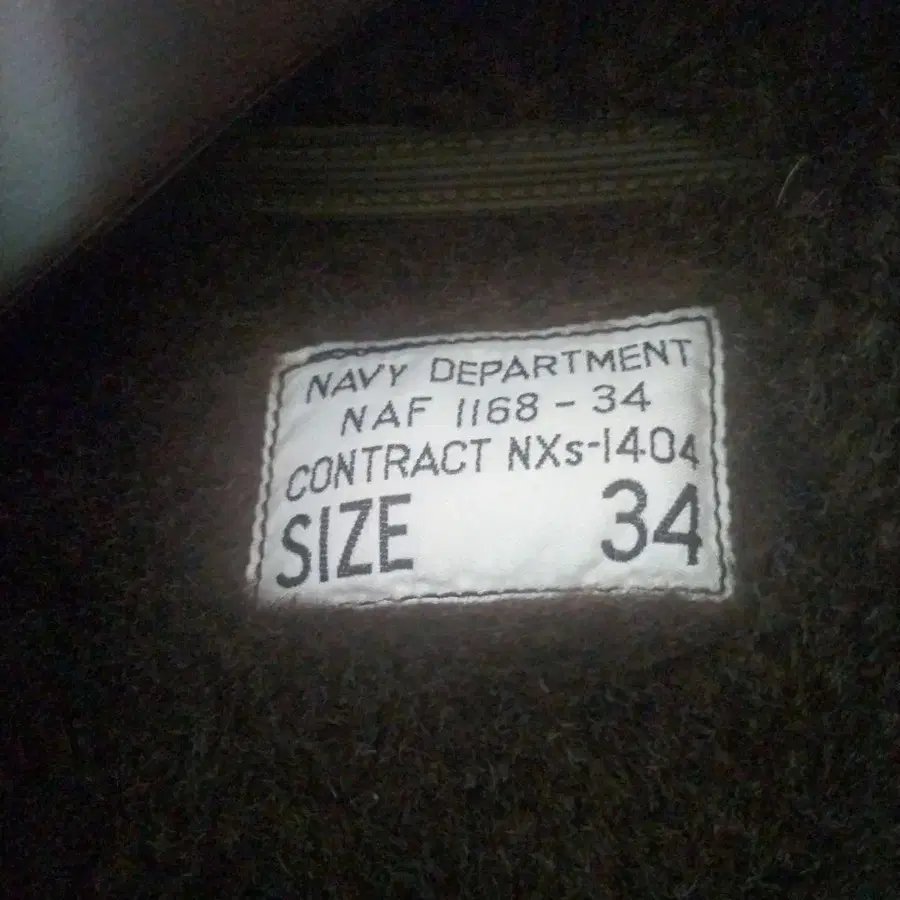 NAVY DEPARTMENT
NAF 1168 - 34
CONTRACT NXs-1404
SIZE 34